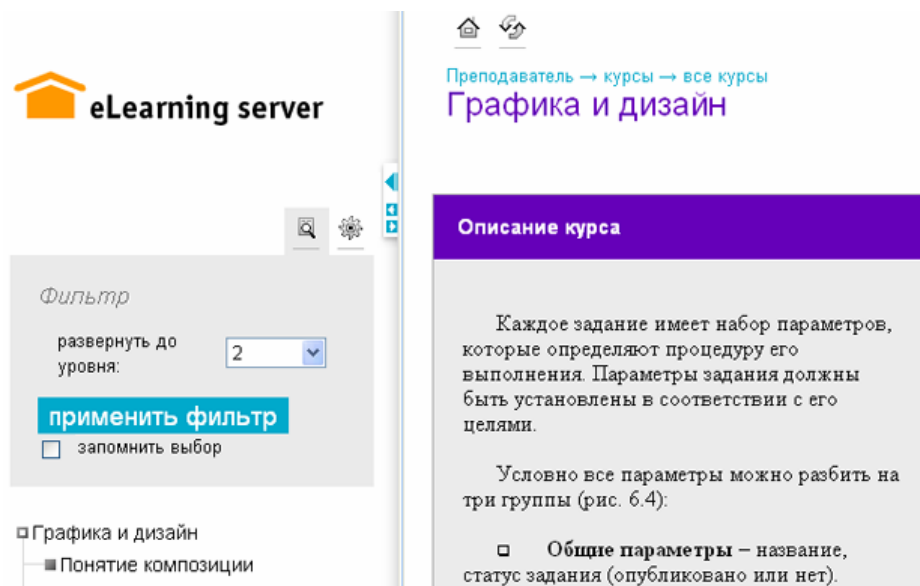 eLearning server
Фильтр
развернуть до
уровня:
2
применить фильтр
запомнить выбор
Графика и дизайн
Понятие композиции
Преподаватель → курсы → все курсы
Графика и дизайн
Описание курса
Каждое задание имеет набор параметров,
которые определяют процедуру его
выполнения. Параметры задания должны
быть установлены в соответствии с его
целями.
Условно все параметры можно разбить на
три группы (рис. 6.4):
Общие параметры – название,
статус задания (опубликовано или нет).